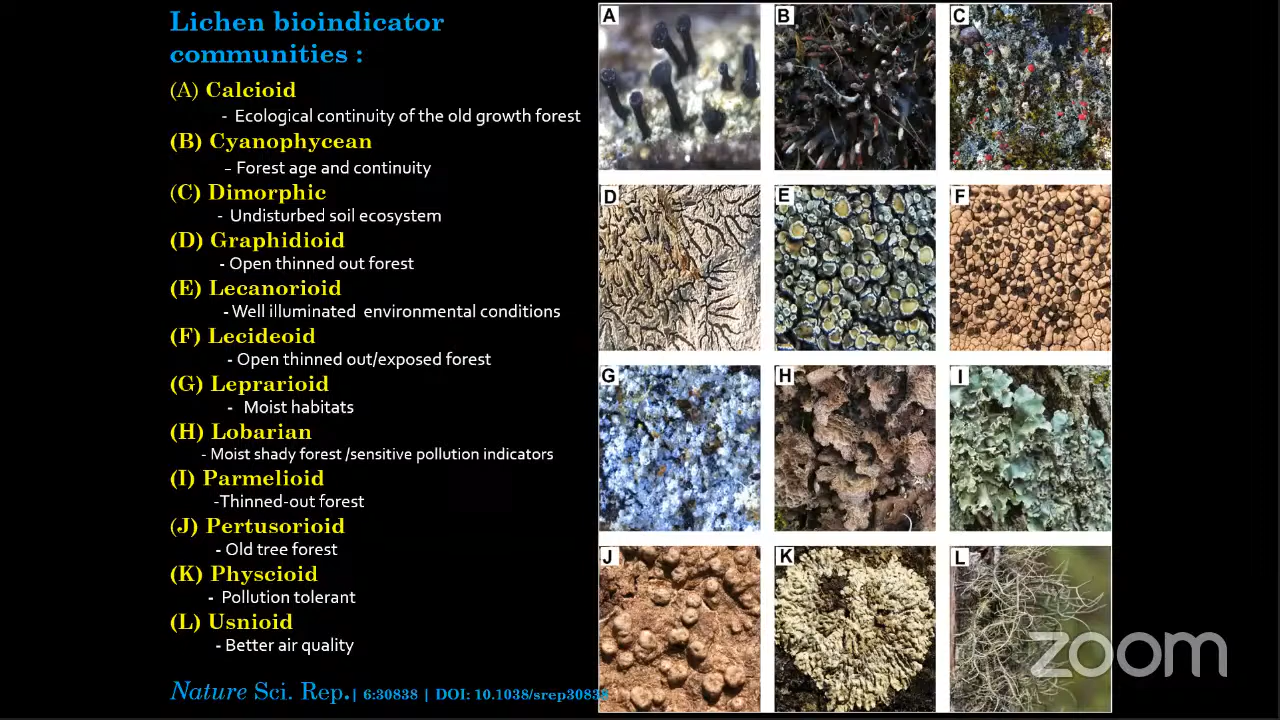 Lichen bioindicator
communities :
(A) Calcioid
- Ecological continuity of the old growth forest
(B) Cyanophycean
- Forest age and continuity
(C) Dimorphic
- Undisturbed soil ecosystem
(D) Graphidioid
- Open thinned out forest
(E) Lecanorioid
- Well illuminated environmental conditions
(F) Lecideoid
- Open thinned out/exposed forest
(G) Leprarioid
- Moist habitats
(H) Lobarian
- Moist shady forest /sensitive pollution indicators
(I) Parmelioid
-Thinned-out forest
(J) Pertusorioid
- Old tree forest
(K) Physcioid
- Pollution tolerant
(L) Usnioid
- Better air quality
Nature Sci. Rep.| 6:30838 | DOI: 10.1038/srep30838
A
B
C
D
E
F
G
H
I
J
K
L
zoom